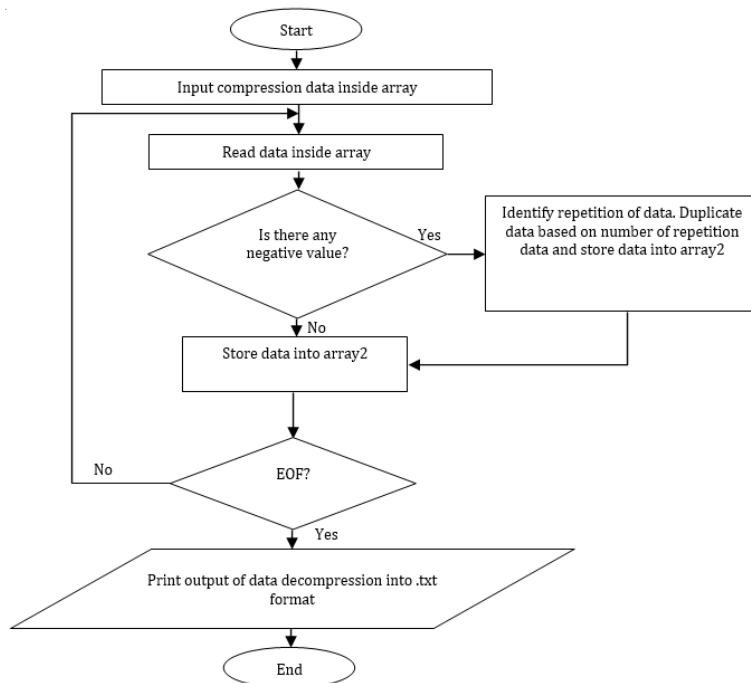 Start
Input compression data inside array
Read data inside array
Is there any
negative value?
Yes
Identify repetition of data. Duplicate
data based on number of repetition
data and store data into array2
No
Store data into array2
No
EOF?
Yes
Print output of data decompression into .txt
format
End